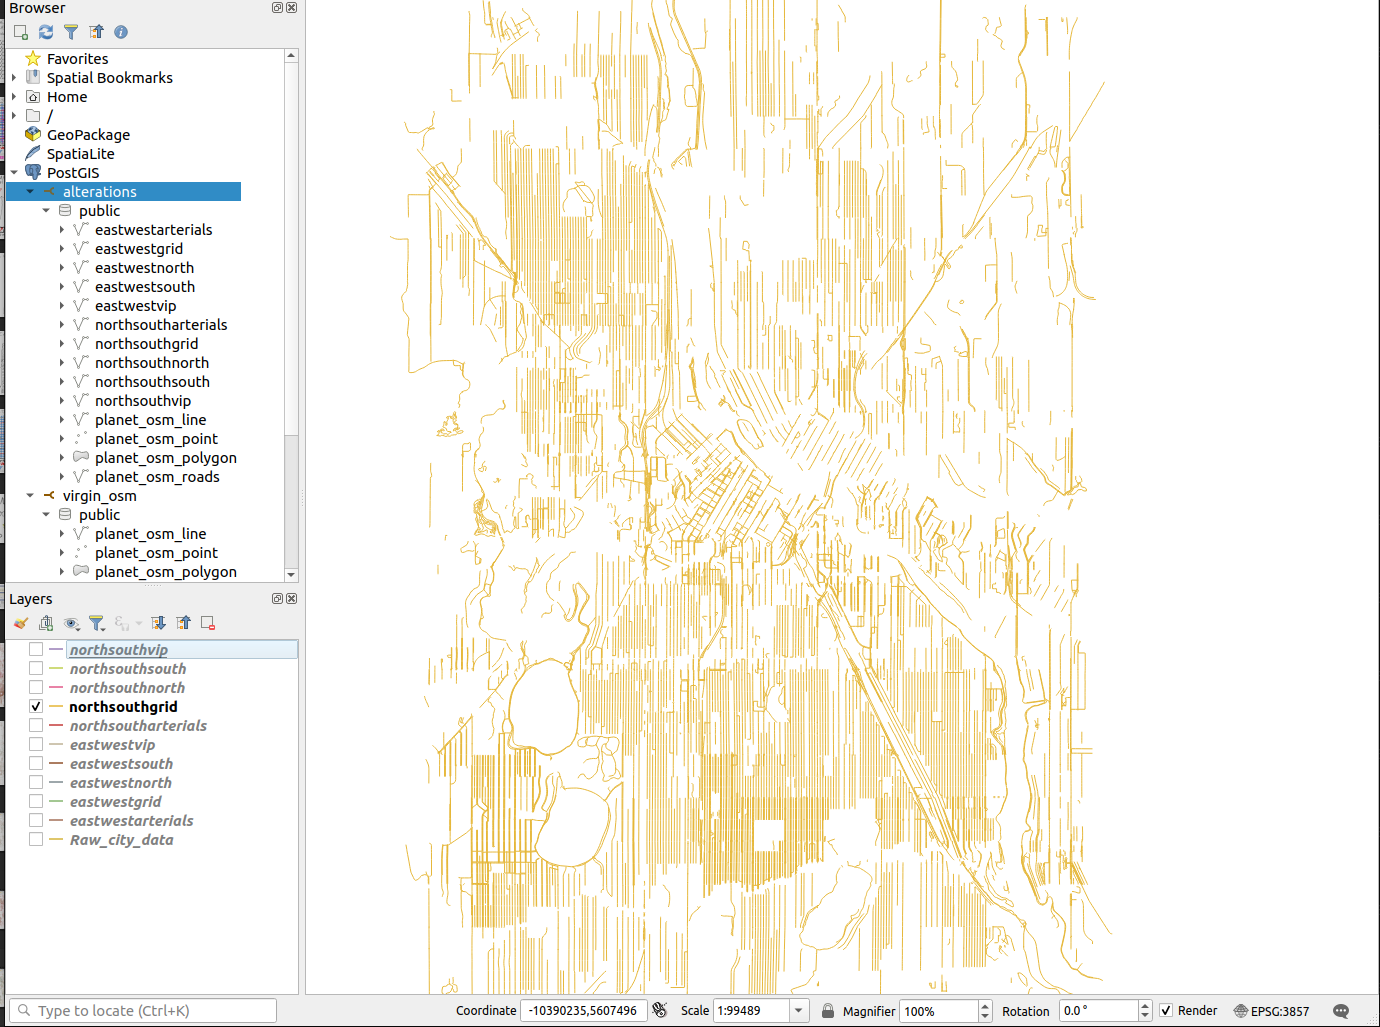 Browser
Favorites
Spatial Bookmarks
Home
/
GeoPackage
SpatiaLite
PostGIS
alterations
public
eastwestarterials
eastwestgrid
eastwestnorth
eastwestsouth
eastwestvip
northsoutharterials
northsouthgrid
northsouthnorth
northsouthsouth
northsouthvip
planet_osm_line
planet_osm_point
planet_osm_polygon
planet_osm_roads
virgin_osm
public
planet_osm_line
planet_osm_point
planet_osm_polygon
Layers
northsouthvip
northsouthsouth
northsouthnorth
northsouthgrid
northsoutharterials
eastwestvip
eastwestsouth
eastwestnorth
eastwestgrid
eastwestarterials
Raw_city_data
Type to locate (Ctrl+K) Coordinate -10390235,5607496 Scale 1:99489 Magnifier 100% Rotation 0.0 ° Render EPSG:3857